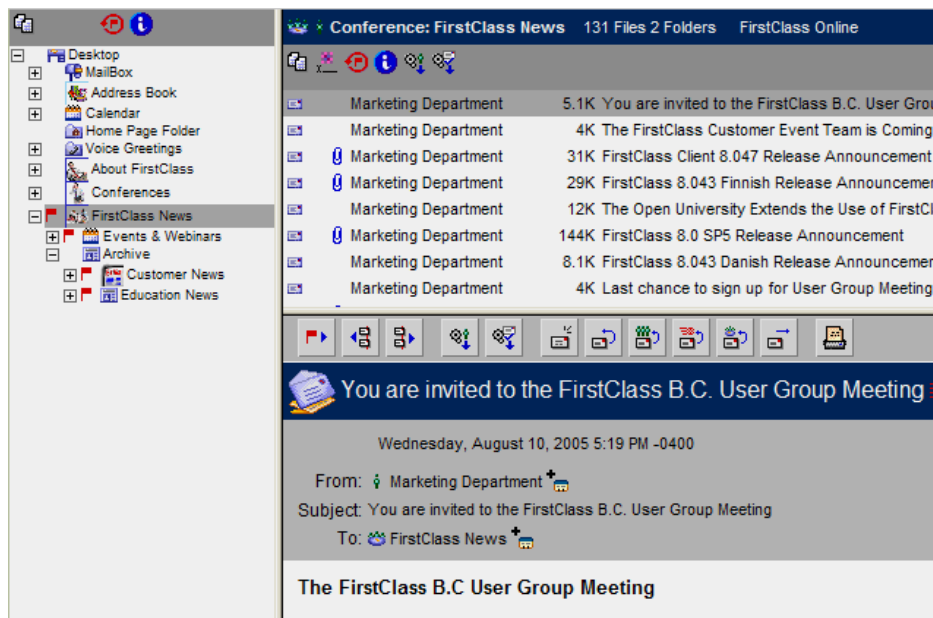 Desktop
MailBox
Address Book
Calendar
Home Page Folder
Voice Greetings
About FirstClass
Conferences
FirstClass News
Events & Webinars
Archive
Customer News
Education News
Conference: FirstClass News 131 Files 2 Folders FirstClass Online
Marketing Department 5.1K You are invited to the FirstClass B.C. User Grou
Marketing Department 4K The FirstClass Customer Event Team is Coming
Marketing Department 31K FirstClass Client 8.047 Release Announcement
Marketing Department 29K FirstClass 8.043 Finnish Release Announcemen
Marketing Department 12K The Open University Extends the Use of FirstCl
Marketing Department 144K FirstClass 8.0 SP5 Release Announcement
Marketing Department 8.1K FirstClass 8.043 Danish Release Announcemen
Marketing Department 4K Last chance to sign up for User Group Meeting
You are invited to the FirstClass B.C. User Group Meeting
Wednesday, August 10, 2005 5:19 PM -0400
From: Marketing Department
Subject: You are invited to the FirstClass B.C. User Group Meeting
To: FirstClass News
The FirstClass B.C User Group Meeting